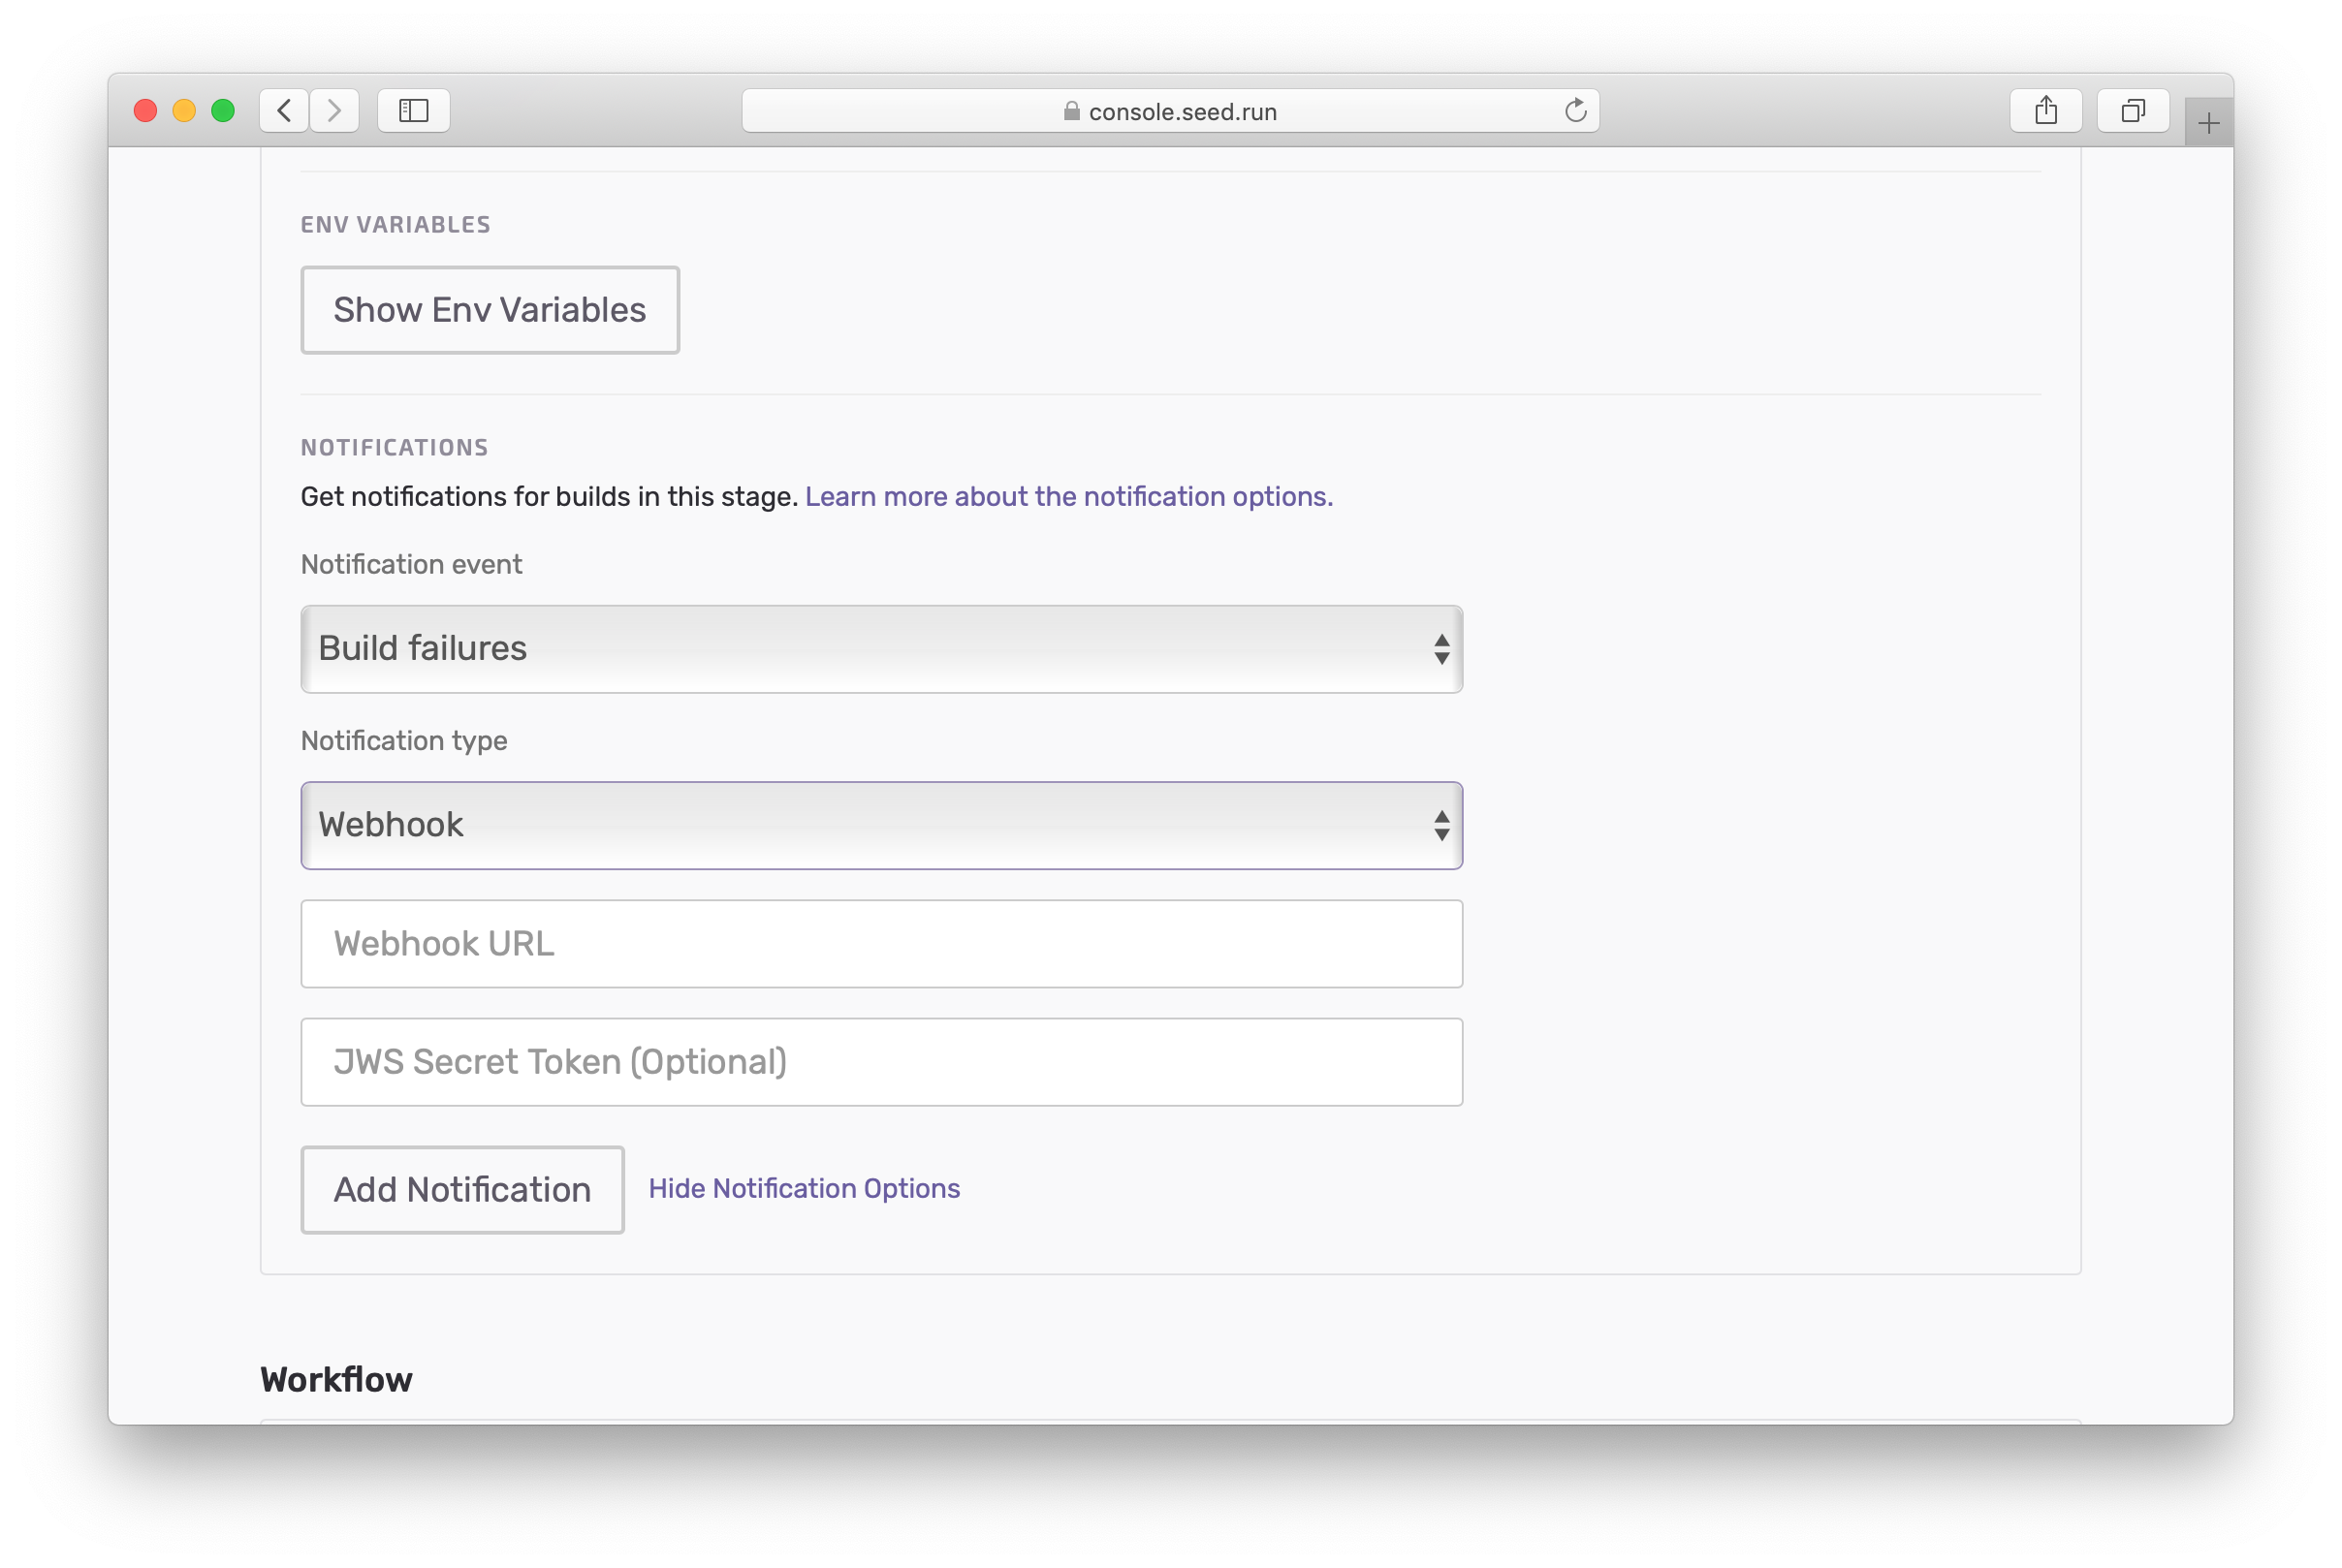 console.seed.run
ENV VARIABLES
Show Env Variables
NOTIFICATIONS
Get notifications for builds in this stage. Learn more about the notification options.
Notification event
Build failures
Notification type
Webhook
Webhook URL
JWS Secret Token (Optional)
Add Notification Hide Notification Options
Workflow